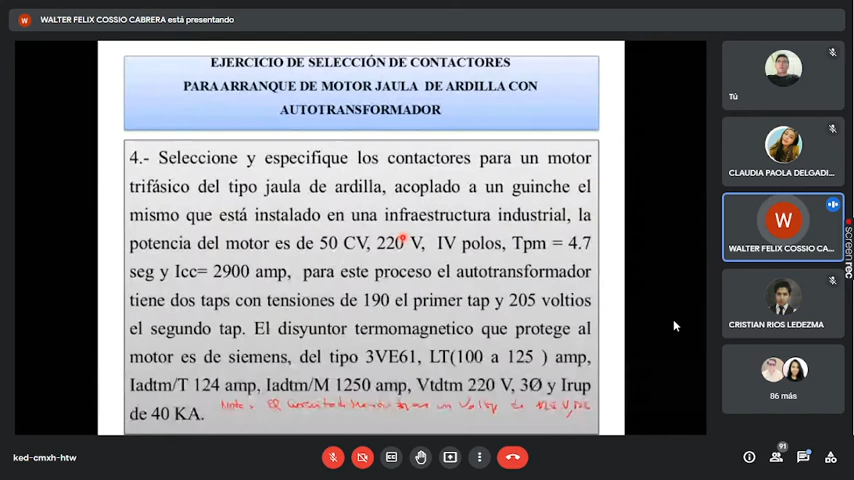 WALTER FELIX COSSIO CABRERA está presentando
EJERCICIO DE SELECCIÓN DE CONTACTORES
PARA ARRANQUE DE MOTOR JAULA DE ARDILLA CON
AUTOTRANSFORMADOR
4.- Seleccione y especifique los contactores para un motor
trifásico del tipo jaula de ardilla, acoplado a un guinche el
mismo que está instalado en una infraestructura industrial, la
potencia del motor es de 50 CV, 220 V, IV polos, Tpm = 4.7
seg y Icc= 2900 amp, para este proceso el autotransformador
tiene dos taps con tensiones de 190 el primer tap y 205 voltios
el segundo tap. El disyuntor termomagnetico que protege al
motor es de siemens, del tipo 3VE61, LT(100 a 125 ) amp,
Iadtm/T 124 amp, Iadtm/M 1250 amp, Vtdtm 220 V, 3Ø y Irup
de 40 KA.
Nota.
Tú
CLAUDIA PAOLA DELGADI...
W
WALTER FELIX COSSIO CA...
CRISTIAN RIOS LEDEZMA
86 más
screen rec
ked-cmxh-htw
91